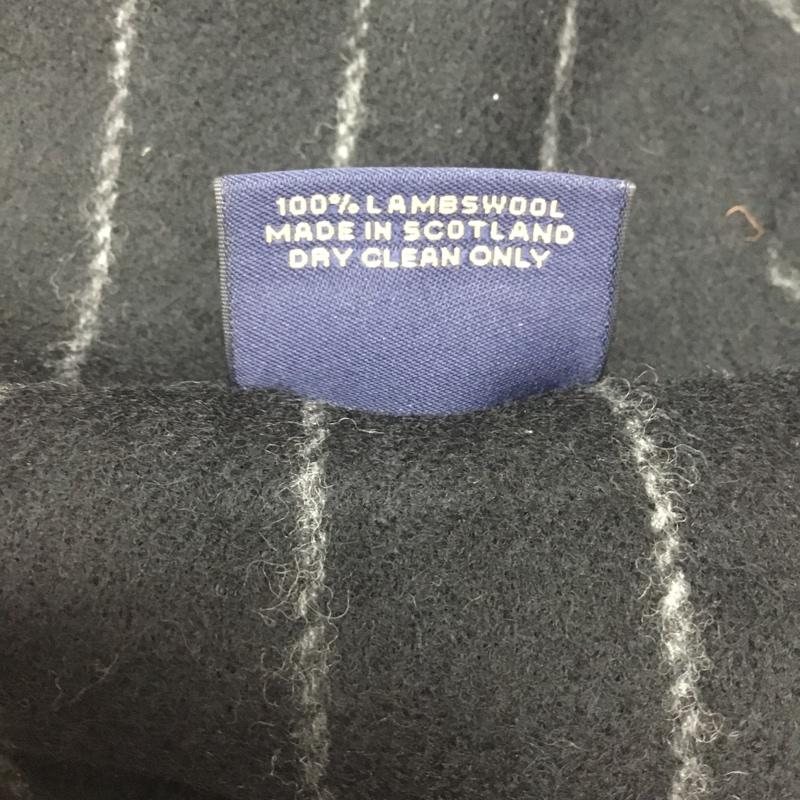 100% LAMBSWOOL
MADE IN SCOTLAND
DRY CLEAN ONLY